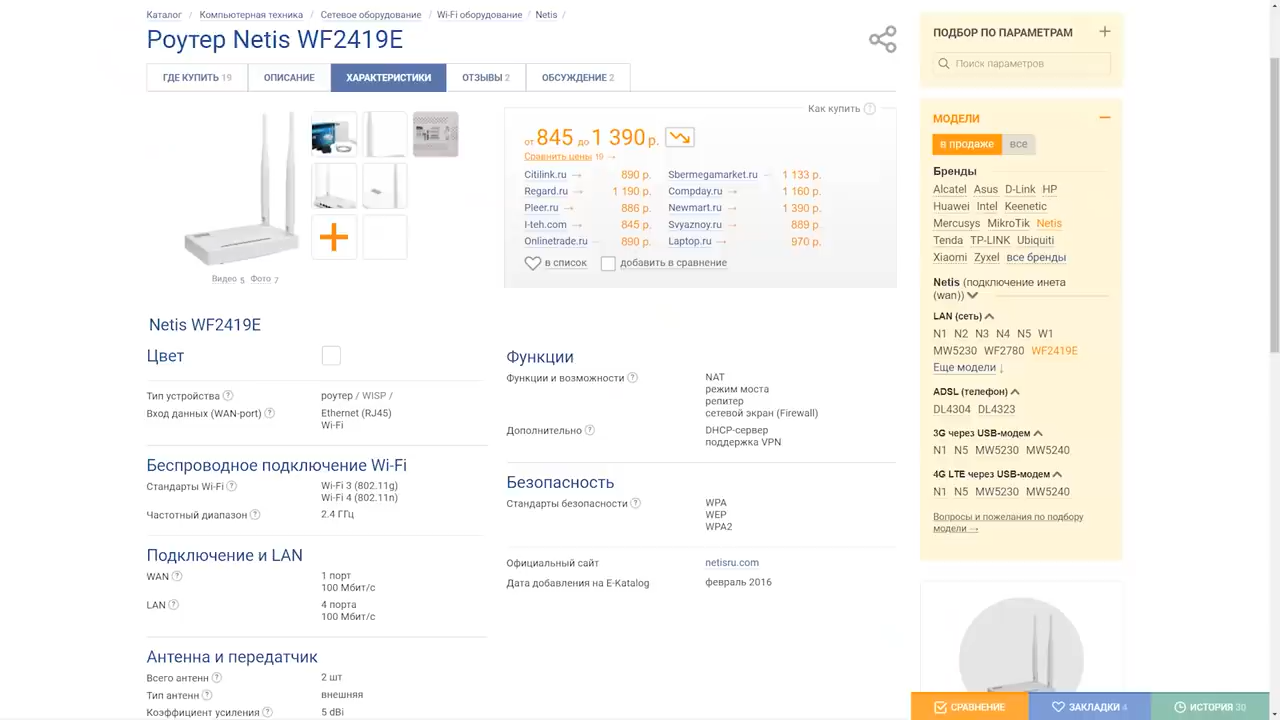 Каталог / Компьютерная техника / Сетевое оборудование / Wi-Fi оборудование / Netis /
Роутер Netis WF2419E
ГДЕ КУПИТЬ 19 ОПИСАНИЕ ХАРАКТЕРИСТИКИ ОТЗЫВЫ 2 ОБСУЖДЕНИЕ 2
Видео 5 Фото 7
Как купить ?
от 845 до 1 390 р.
Сравнить цены 19 →
Citilink.ru → 890 р. Sbermegamarket.ru → 1 133 р.
Regard.ru → 1 190 р. Compday.ru → 1 160 р.
Pleer.ru → 886 р. Newmart.ru → 1 390 р.
I-teh.com → 845 р. Svyaznoy.ru → 889 р.
Onlinetrade.ru 890 р. Laptop.ru → 970 р.
в список добавить в сравнение
Netis WF2419E
Цвет
Тип устройства ? роутер / WISP /
Вход данных (WAN-port) ? Ethernet (RJ45)
Wi-Fi
Беспроводное подключение Wi-Fi
Стандарты Wi-Fi ? Wi-Fi 3 (802.11g)
Wi-Fi 4 (802.11n)
Частотный диапазон ? 2.4 ГГц
Подключение и LAN
WAN ? 1 порт
100 Мбит/с
LAN ? 4 порта
100 Мбит/с
Антенна и передатчик
Всего антенн ? 2 шт
Тип антенн ? внешняя
Коэффициент усиления ? 5 dBi
Функции
Функции и возможности ? NAT
режим моста
репитер
сетевой экран (Firewall)
Дополнительно ? DHCP-сервер
поддержка VPN
Безопасность
Стандарты безопасности ? WPA
WEP
WPA2
Официальный сайт netisru.com
Дата добавления на E-Katalog февраль 2016
ПОДБОР ПО ПАРАМЕТРАМ +
Поиск параметров
МОДЕЛИ –
в продаже все
Бренды
Alcatel Asus D-Link HP
Huawei Intel Keenetic
Mercusys MikroTik Netis
Tenda TP-LINK Ubiquiti
Xiaomi Zyxel все бренды
Netis (подключение инета
(wan))
LAN (сеть)
N1 N2 N3 N4 N5 W1
MW5230 WF2780 WF2419E
Еще модели ↓
ADSL (телефон)
DL4304 DL4323
3G через USB-модем
N1 N5 MW5230 MW5240
4G LTE через USB-модем
N1 N5 MW5230 MW5240
Вопросы и пожелания по подбору
модели →
СРАВНЕНИЕ ЗАКЛАДКИ 4 ИСТОРИЯ 30